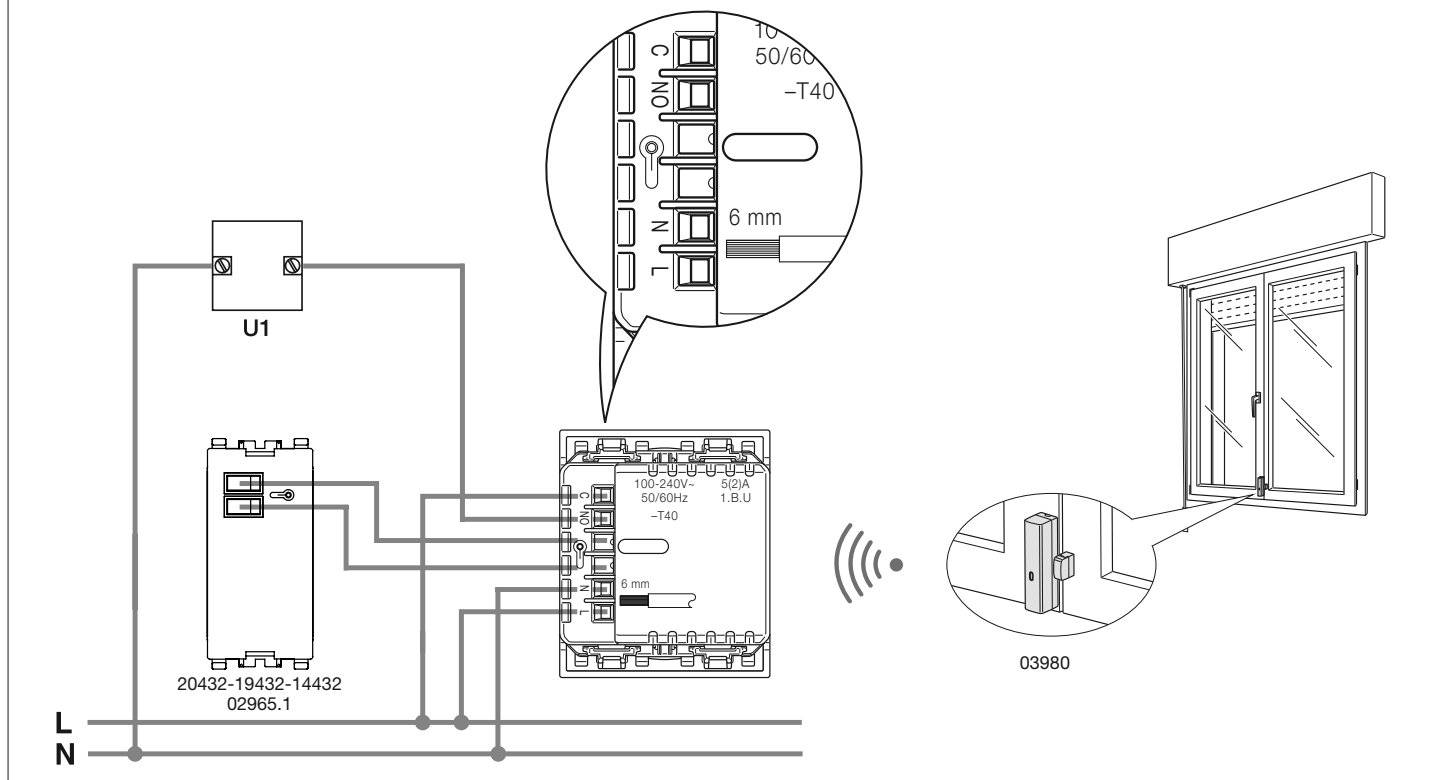 C
NO
N
L
10
50/60
–T40
6 mm
U1
C
NO
N
L
100-240V~ 5(2)A
50/60Hz 1.B.U
–T40
6 mm
20432-19432-14432
02965.1
03980
L
N